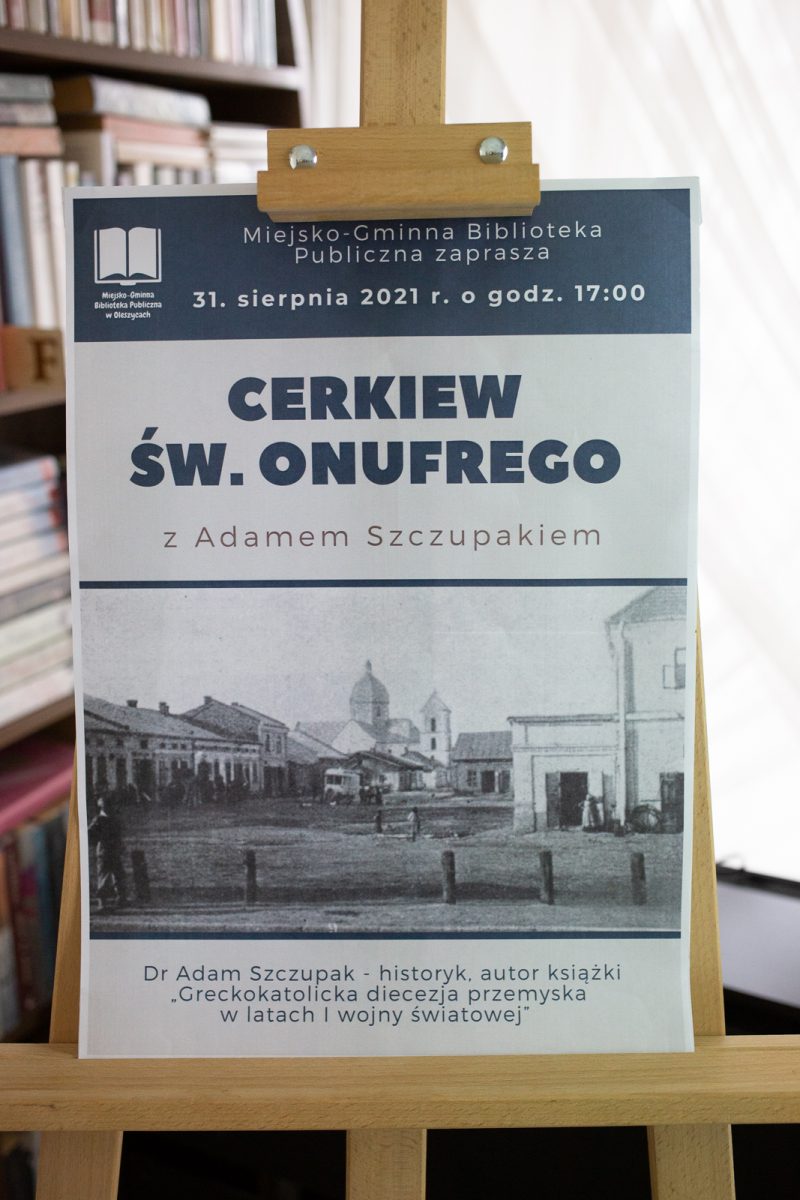 Miejsko-Gminna Biblioteka
Publiczna zaprasza
31. sierpnia 2021 r. o godz. 17:00
Miejsko-Gminna
Biblioteka Publiczna
w Oleszycach
CERKIEW
ŚW. ONUFREGO
z Adamem Szczupakiem
Dr Adam Szczupak - historyk, autor książki
„Greckokatolicka diecezja przemyska
w latach I wojny światowej”
F